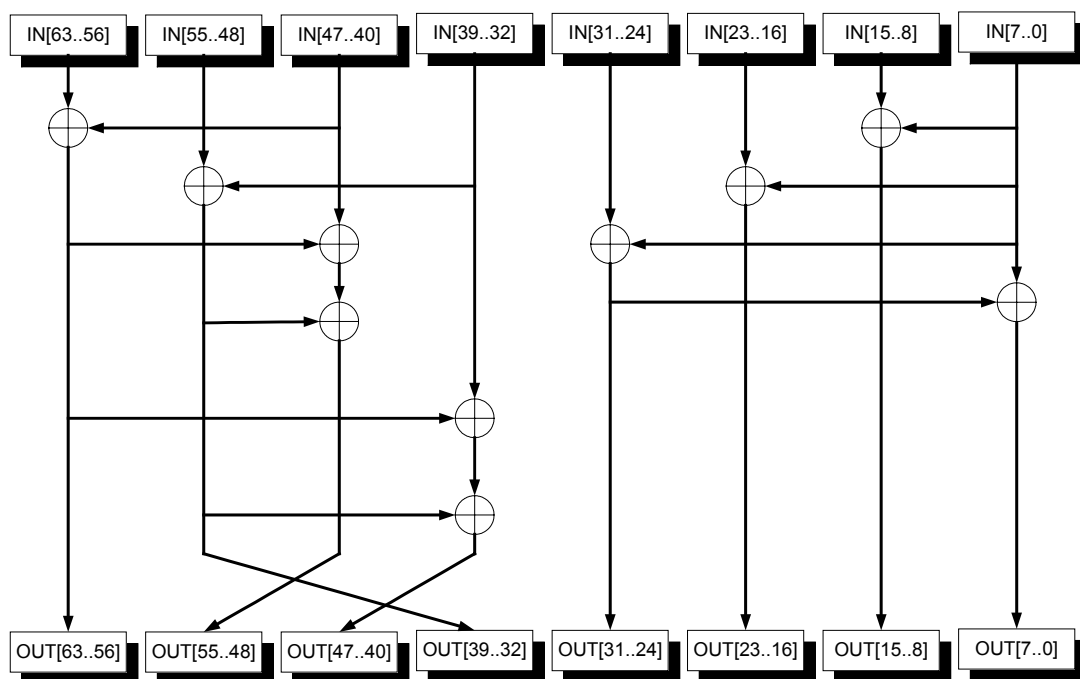 IN[63..56]
IN[55..48]
IN[47..40]
IN[39..32]
IN[31..24]
IN[23..16]
IN[15..8]
IN[7..0]
OUT[63..56]
OUT[55..48]
OUT[47..40]
OUT[39..32]
OUT[31..24]
OUT[23..16]
OUT[15..8]
OUT[7..0]